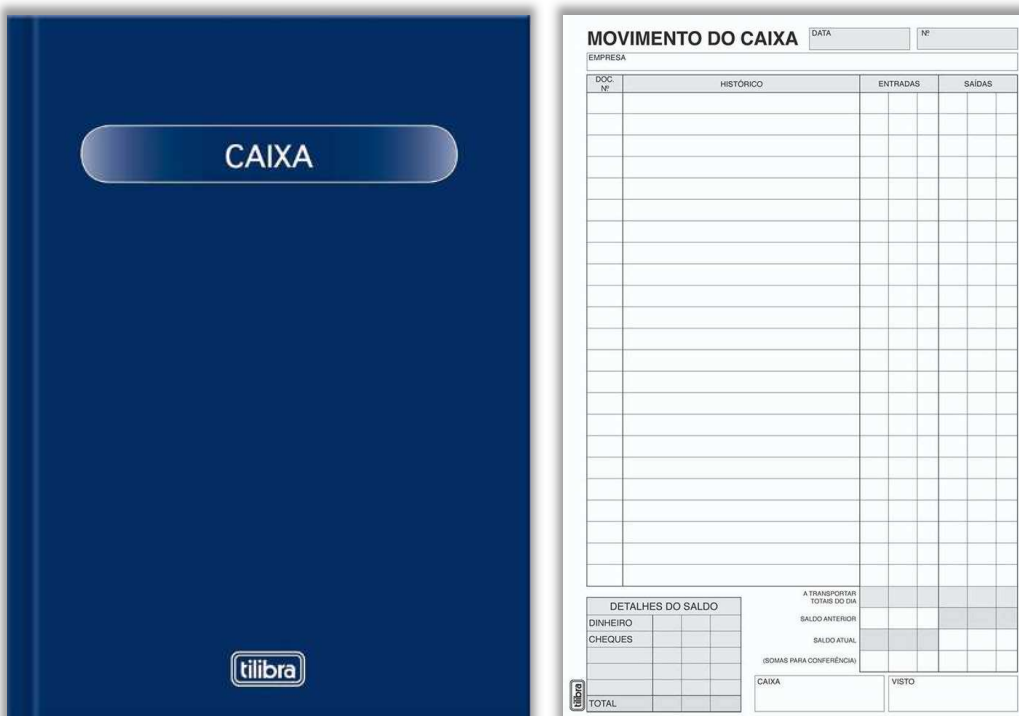 CAIXA
tilibra
MOVIMENTO DO CAIXA
DATA
Nº
EMPRESA
DOC. Nº
HISTÓRICO
ENTRADAS
SAÍDAS
A TRANSPORTAR
TOTAIS DO DIA
SALDO ANTERIOR
SALDO ATUAL
(SOMAS PARA CONFERÊNCIA)
DETALHES DO SALDO
DINHEIRO
CHEQUES
TOTAL
CAIXA
VISTO
tilibra